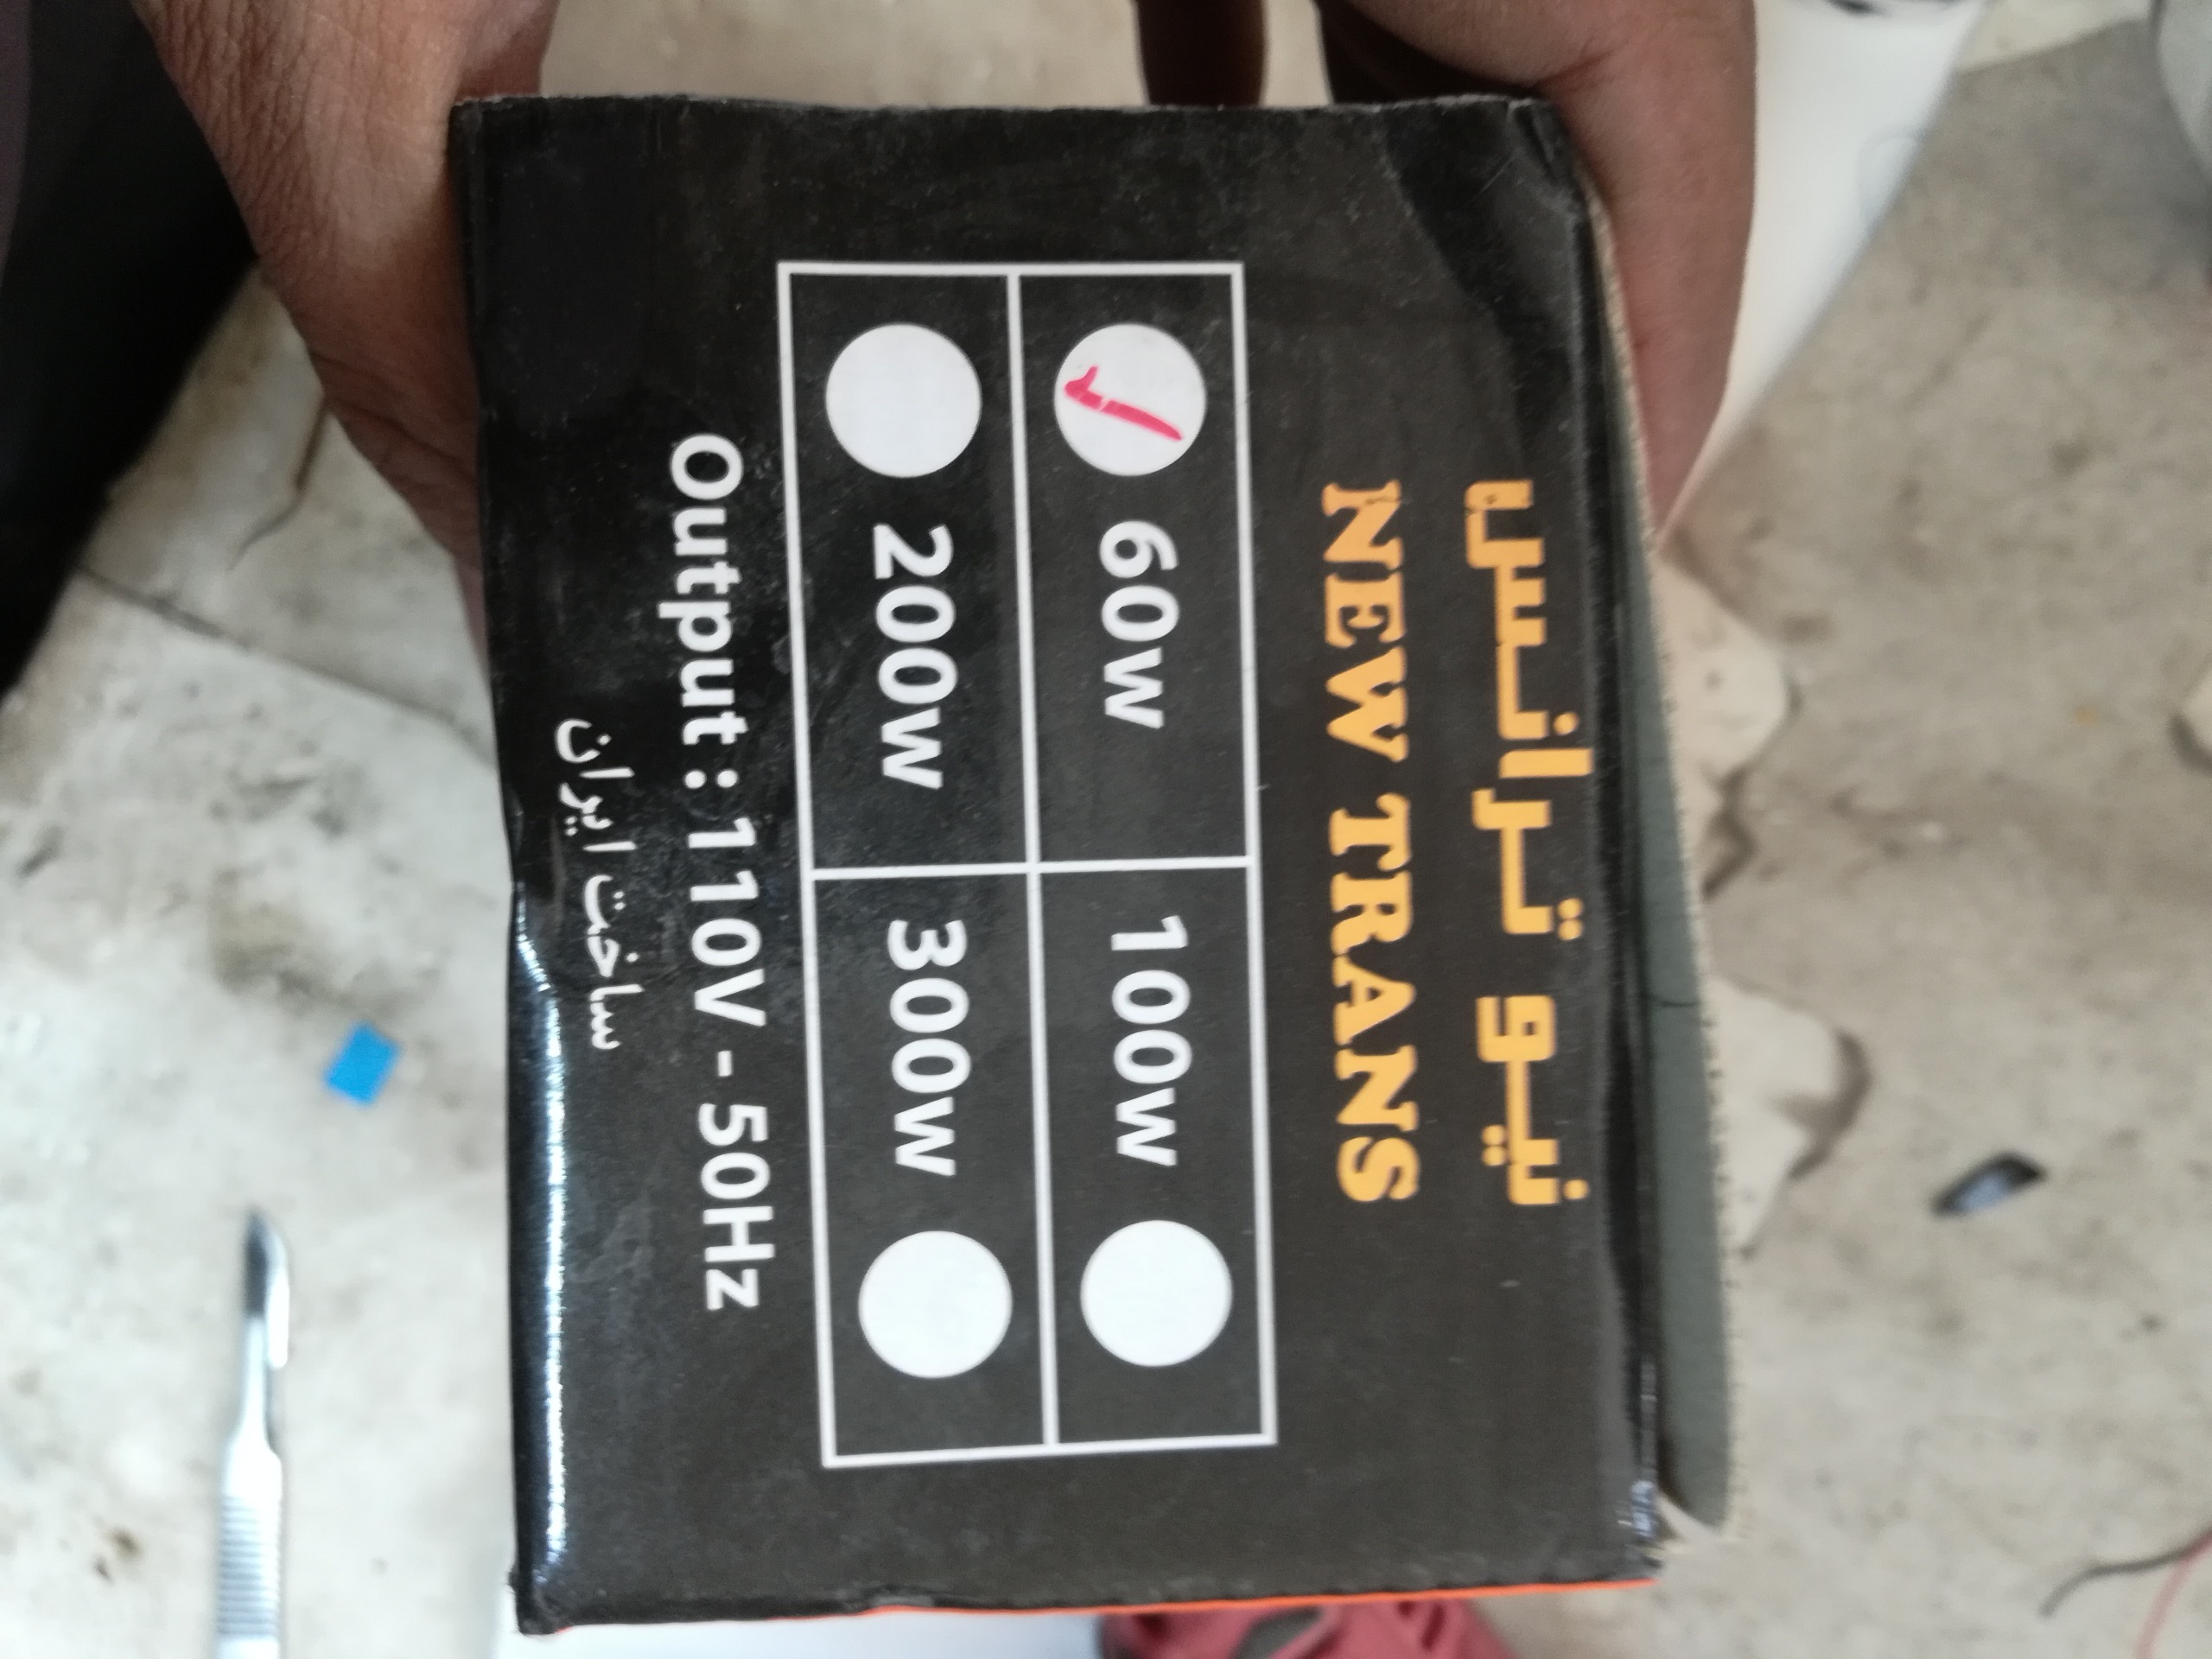 نیو ترانس
NEW TRANS
60W 100W
200W 300W
Output : 110V - 50Hz
ساخت ایران